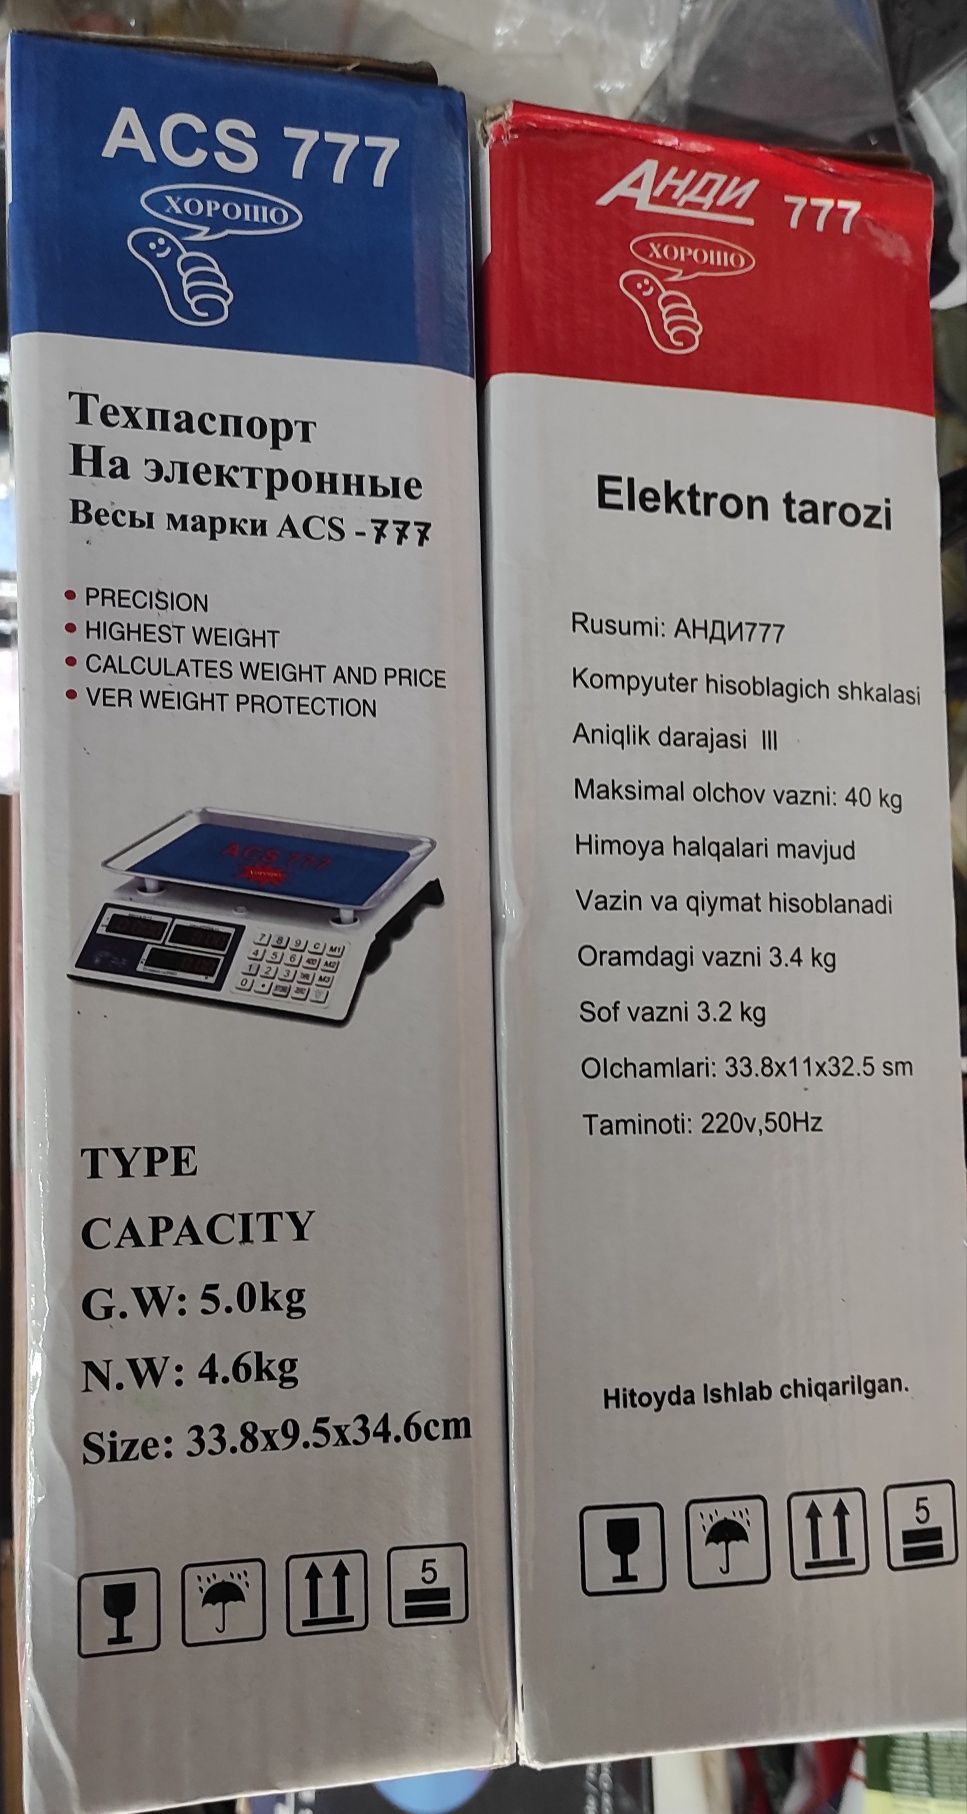 ACS 777
ХОРОШО
Техпаспорт
На электронные
Весы марки ACS -777
PRECISION
HIGHEST WEIGHT
CALCULATES WEIGHT AND PRICE
VER WEIGHT PROTECTION
ACS 777
TYPE
CAPACITY
G.W: 5.0kg
N.W: 4.6kg
Size: 33.8x9.5x34.6cm
5
АНДИ 777
ХОРОШО
Elektron tarozi
Rusumi: АНДИ777
Kompyuter hisoblagich shkalasi
Aniqlik darajasi III
Maksimal olchov vazni: 40 kg
Himoya halqalari mavjud
Vazin va qiymat hisoblanadi
Oramdagi vazni 3.4 kg
Sof vazni 3.2 kg
Olchamlari: 33.8x11x32.5 sm
Taminoti: 220v,50Hz
Hitoyda Ishlab chiqarilgan.
5